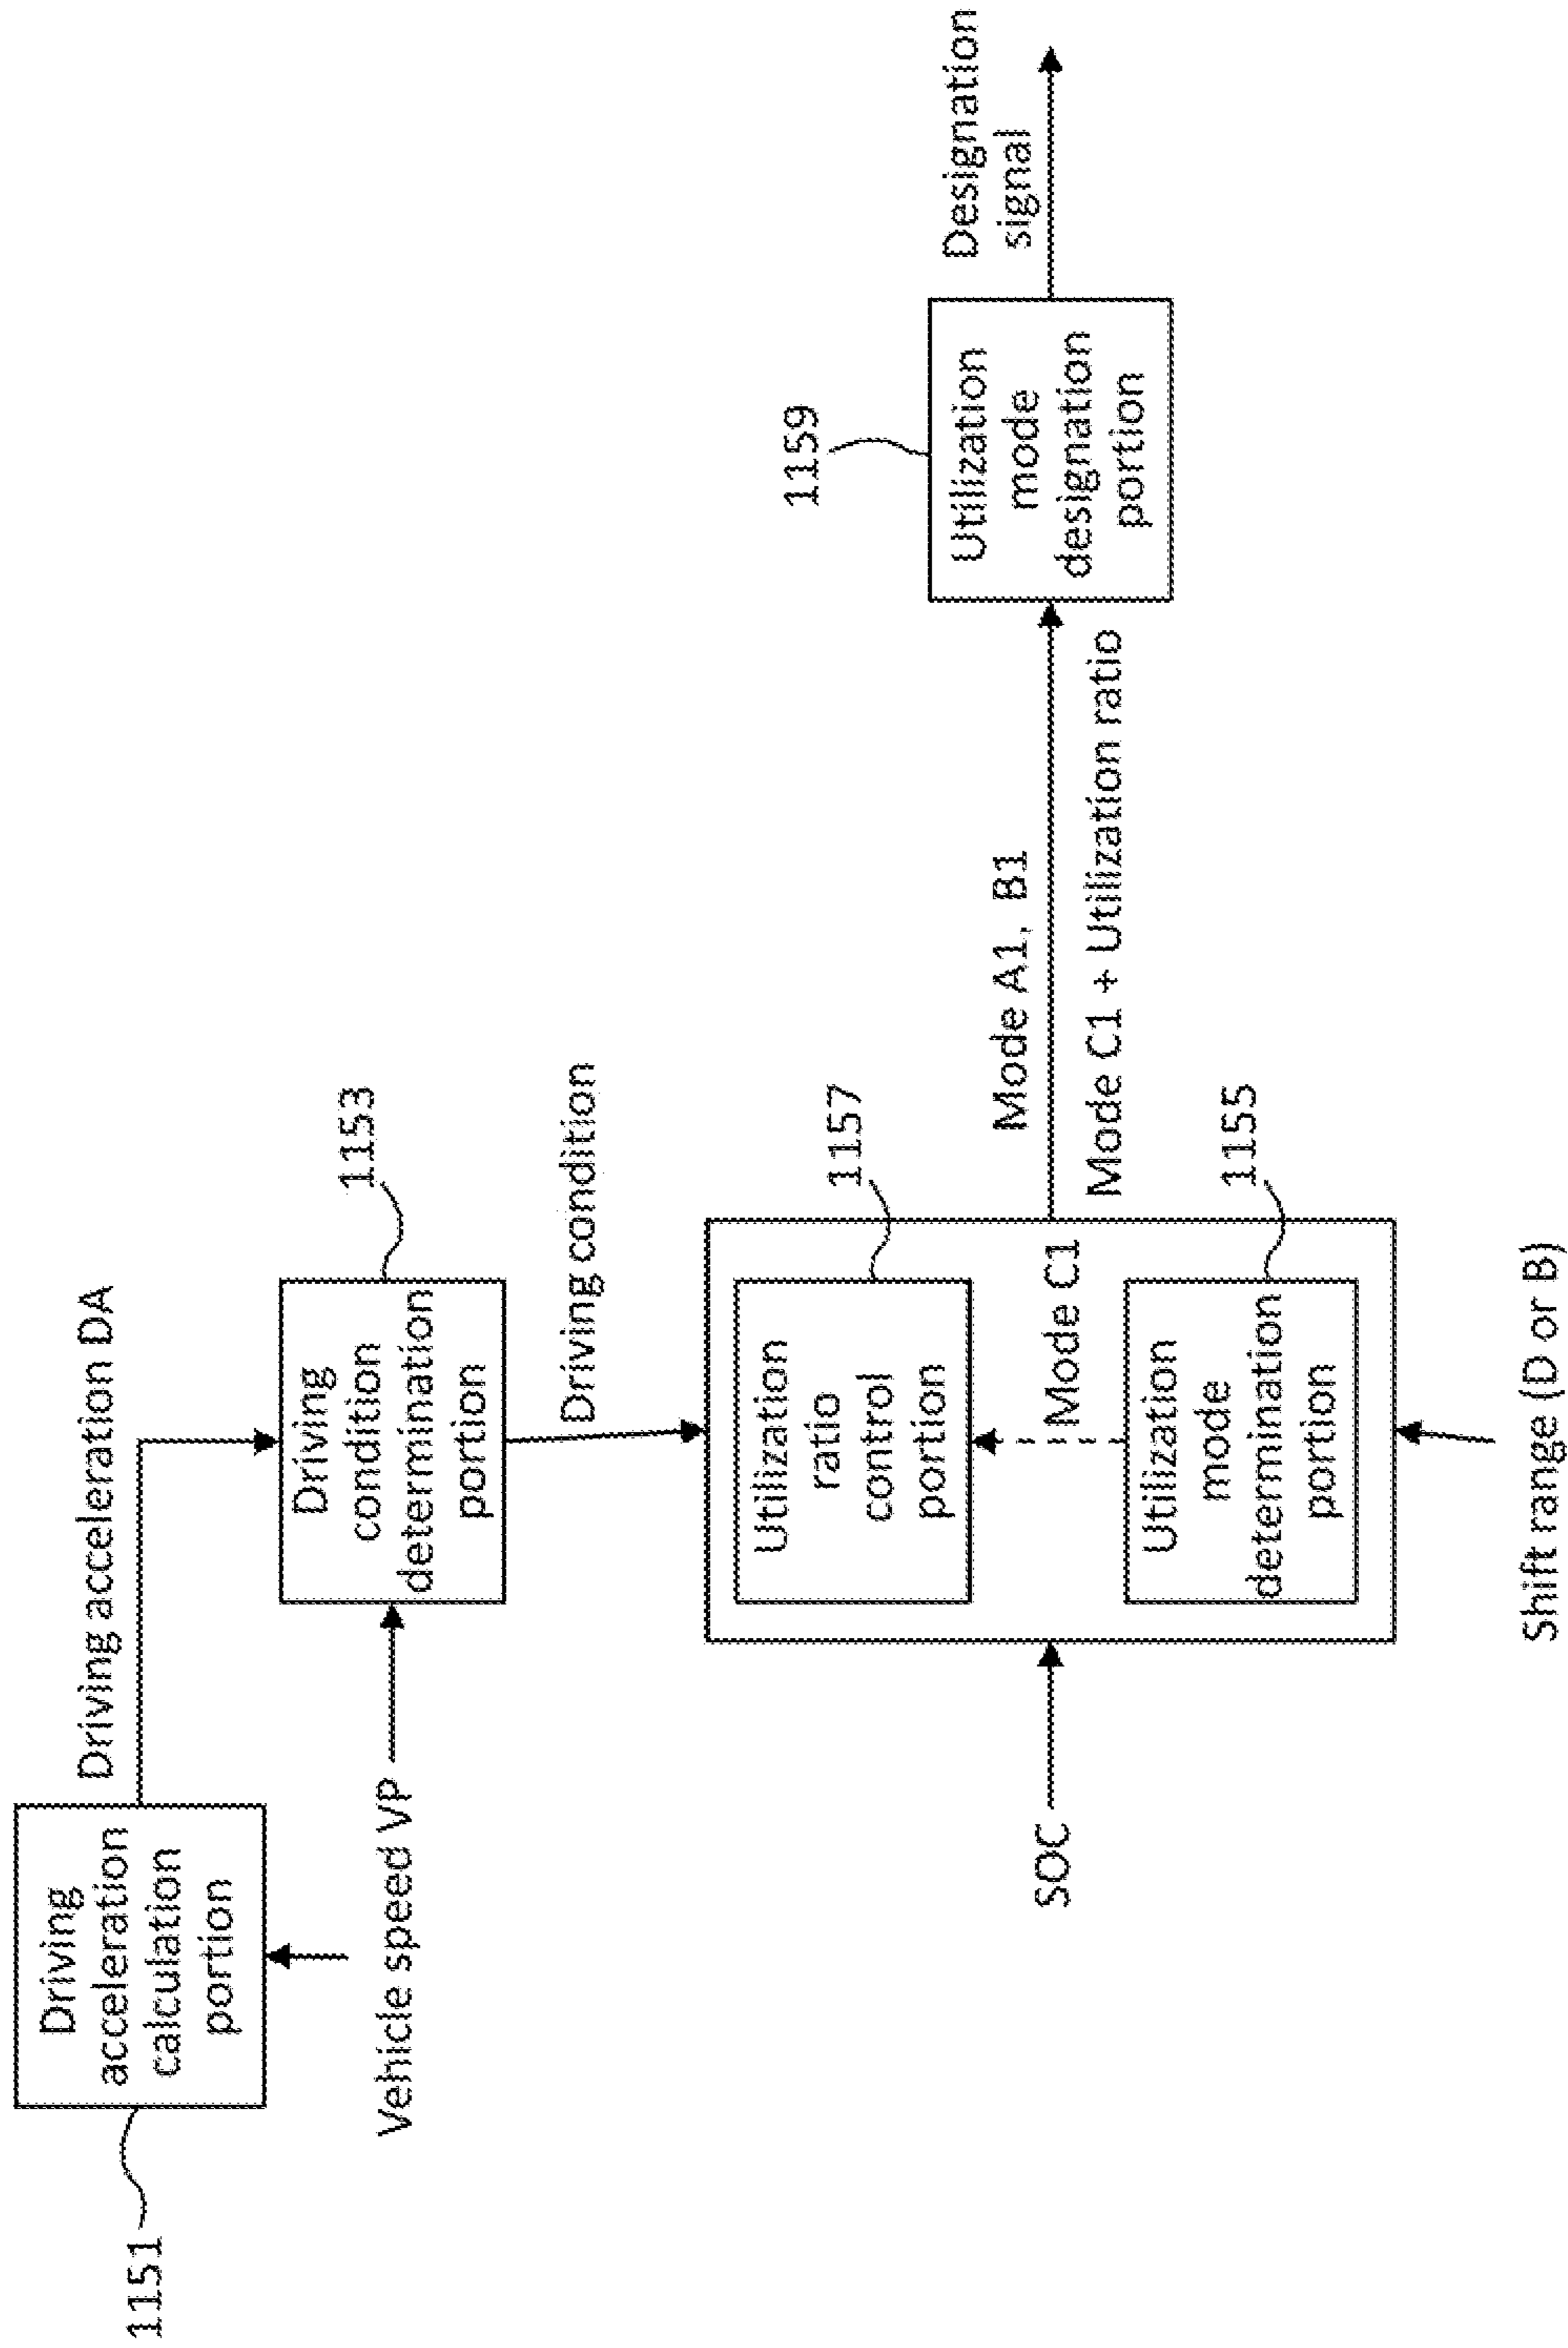 1151
Driving
acceleration
calculation
portion
Driving acceleration DA
Vehicle speed VP
1153
Driving
condition
determination
portion
Driving condition
SOC
1157
Utilization
ratio
control
portion
Mode C1
1155
Utilization
mode
determination
portion
Shift range (D or B)
Mode A1, B1
Mode C1 + Utilization ratio
1159
Utilization
mode
designation
portion
Designation
signal